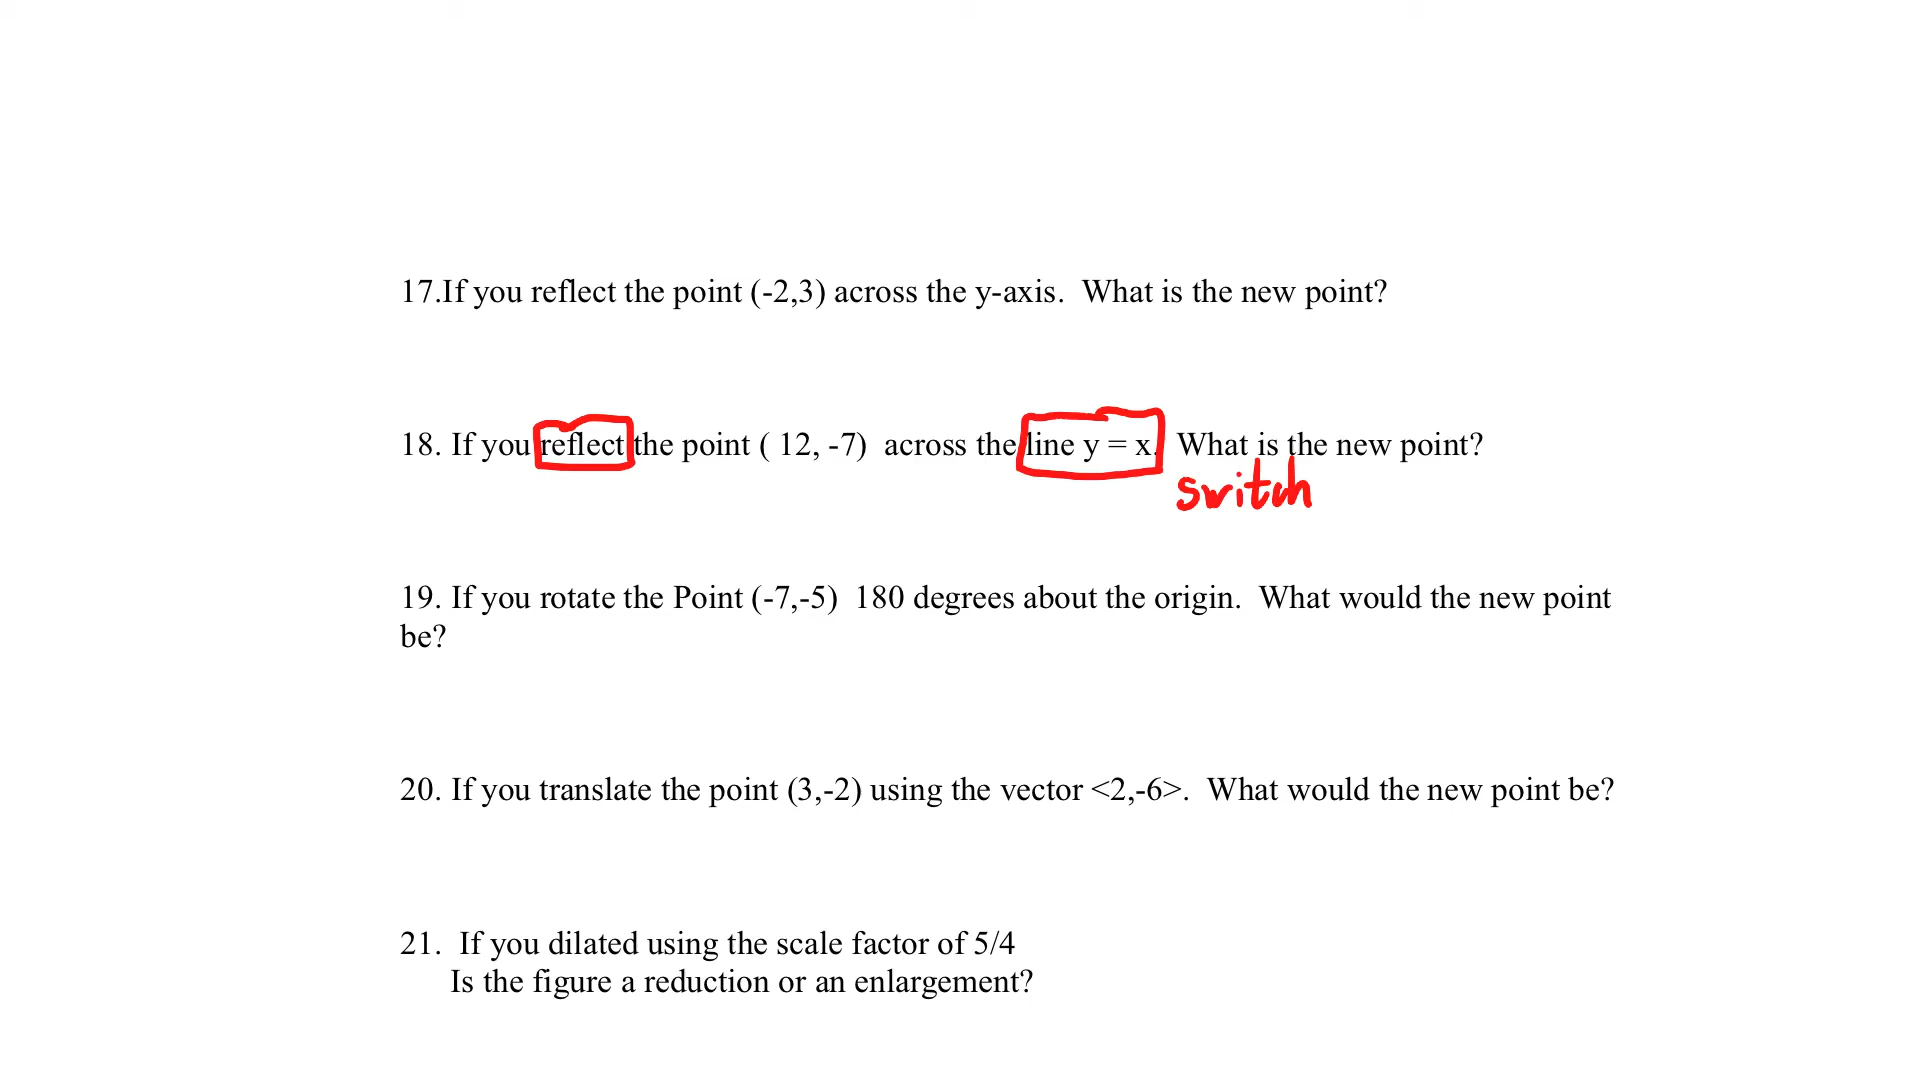 17.If you reflect the point (-2,3) across the y-axis.  What is the new point?
18. If you reflect the point ( 12, -7)  across the line y = x.  What is the new point?
switch
19. If you rotate the Point (-7,-5)  180 degrees about the origin.  What would the new point
be?
20. If you translate the point (3,-2) using the vector <2,-6>.  What would the new point be?
21.  If you dilated using the scale factor of 5/4
Is the figure a reduction or an enlargement?